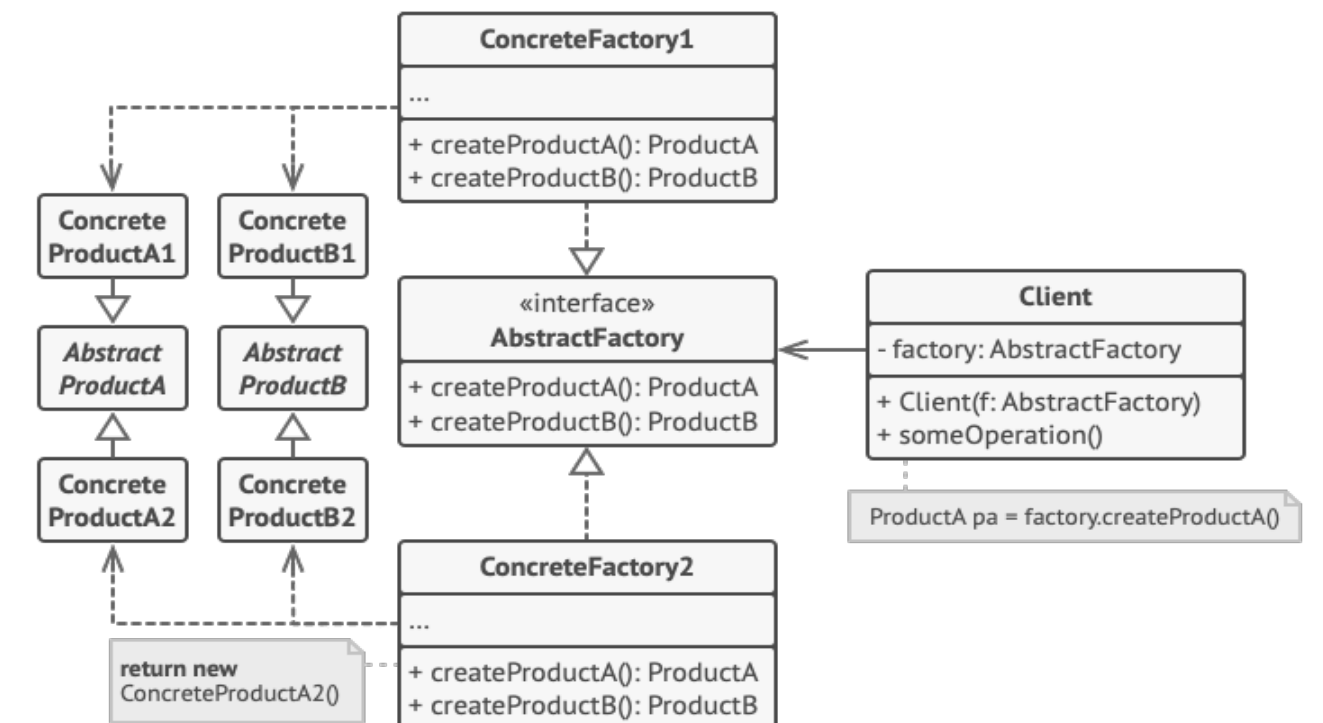 ConcreteFactory1
...
+ createProductA(): ProductA
+ createProductB(): ProductB
Concrete
ProductA1
Concrete
ProductB1
Abstract
ProductA
Abstract
ProductB
Concrete
ProductA2
Concrete
ProductB2
«interface»
AbstractFactory
+ createProductA(): ProductA
+ createProductB(): ProductB
Client
- factory: AbstractFactory
+ Client(f: AbstractFactory)
+ someOperation()
ProductA pa = factory.createProductA()
ConcreteFactory2
...
+ createProductA(): ProductA
+ createProductB(): ProductB
return new
ConcreteProductA2()